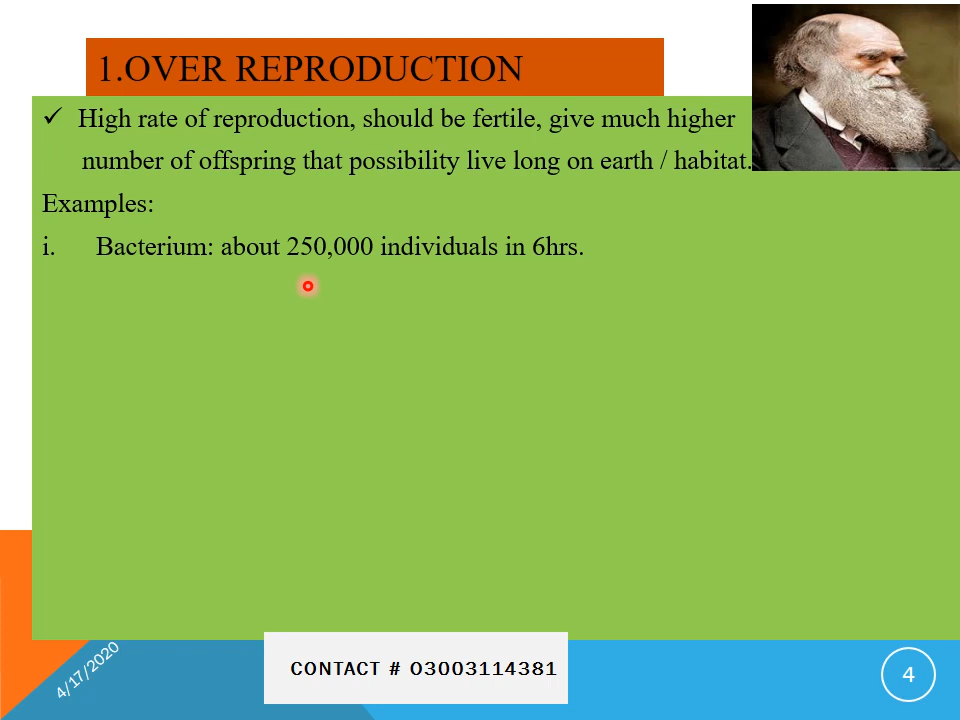 1.OVER REPRODUCTION
✓ High rate of reproduction, should be fertile, give much higher
number of offspring that possibility live long on earth / habitat.
Examples:
i. Bacterium: about 250,000 individuals in 6hrs.
4/17/2020
CONTACT # 03003114381
4